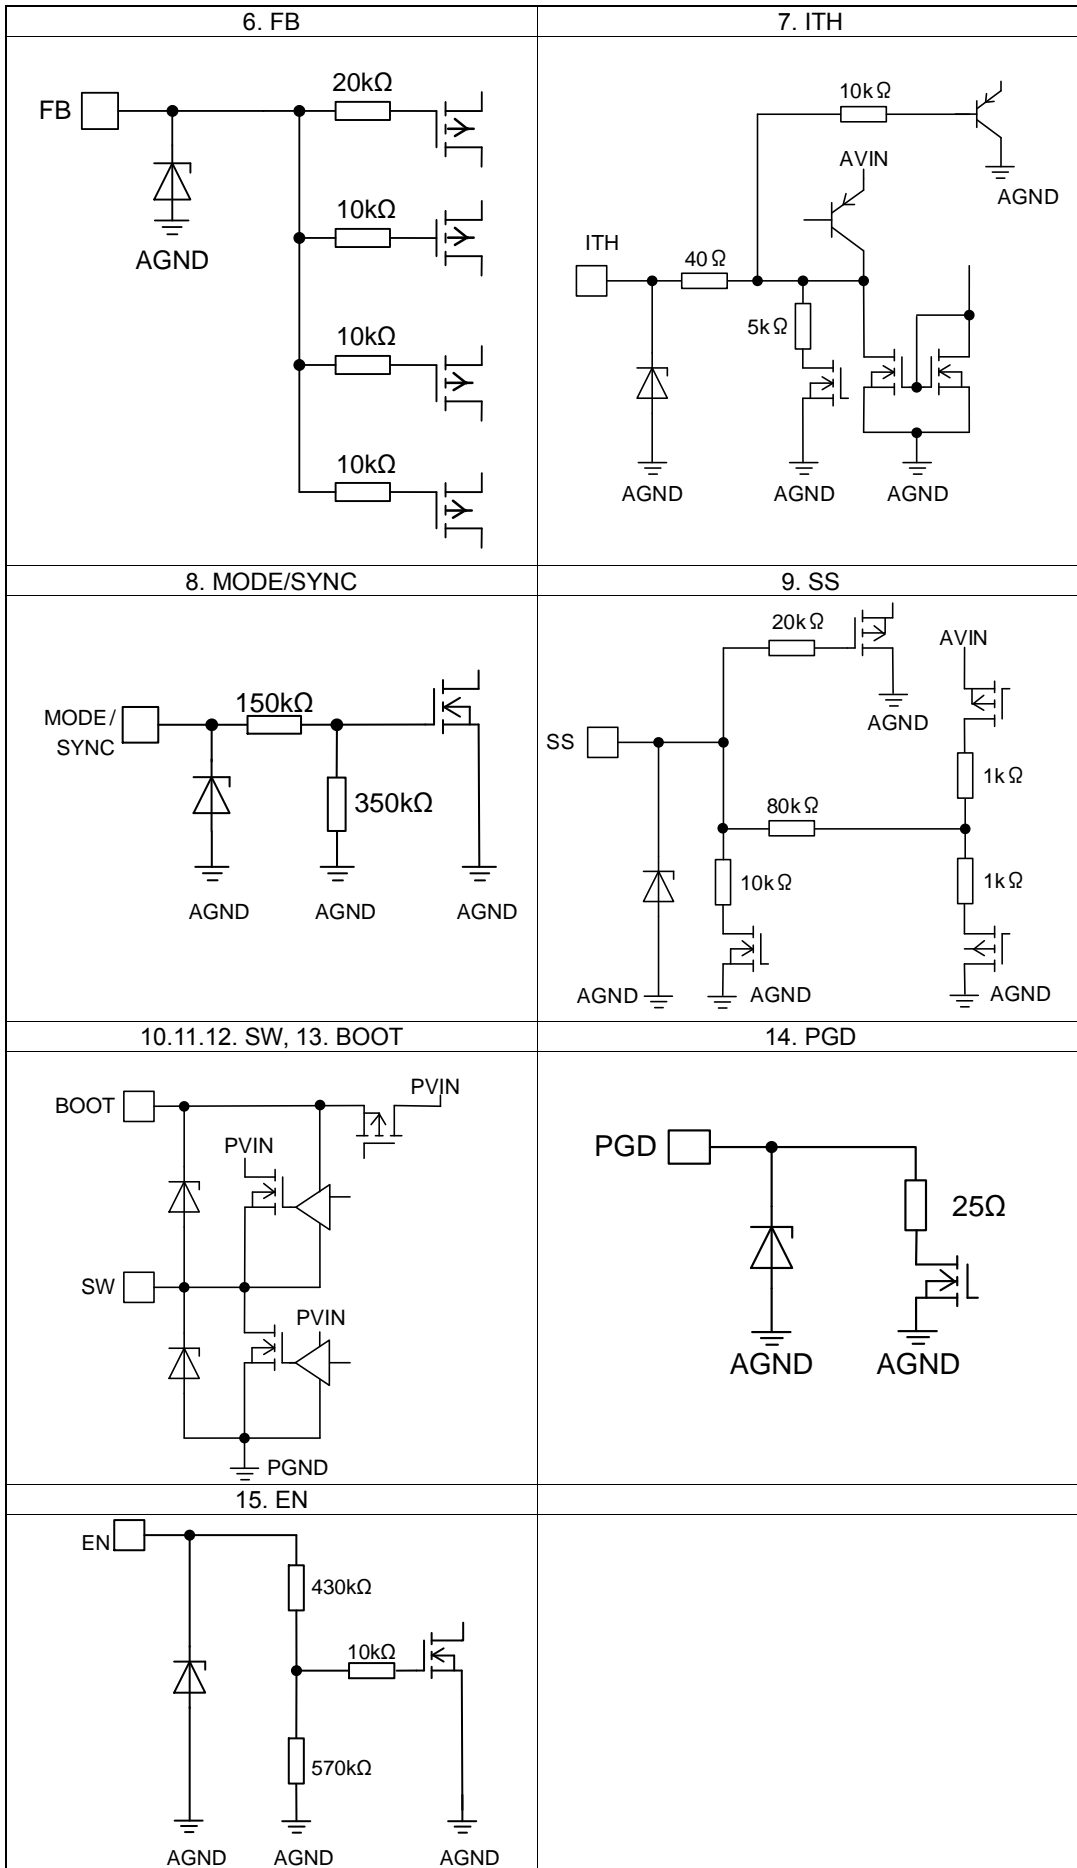 6. FB
7. ITH
FB
20kΩ
10kΩ
10kΩ
10kΩ
AGND
10kΩ
AVIN
AGND
ITH
40Ω
5kΩ
AGND
AGND
AGND
8. MODE/SYNC
9. SS
MODE/
SYNC
150kΩ
350kΩ
AGND
AGND
AGND
20kΩ
AVIN
AGND
SS
1kΩ
80kΩ
10kΩ
1kΩ
AGND
AGND
AGND
10.11.12. SW, 13. BOOT
14. PGD
BOOT
PVIN
PVIN
SW
PVIN
PGND
PGD
25Ω
AGND
AGND
15. EN
EN
430kΩ
10kΩ
570kΩ
AGND
AGND
AGND